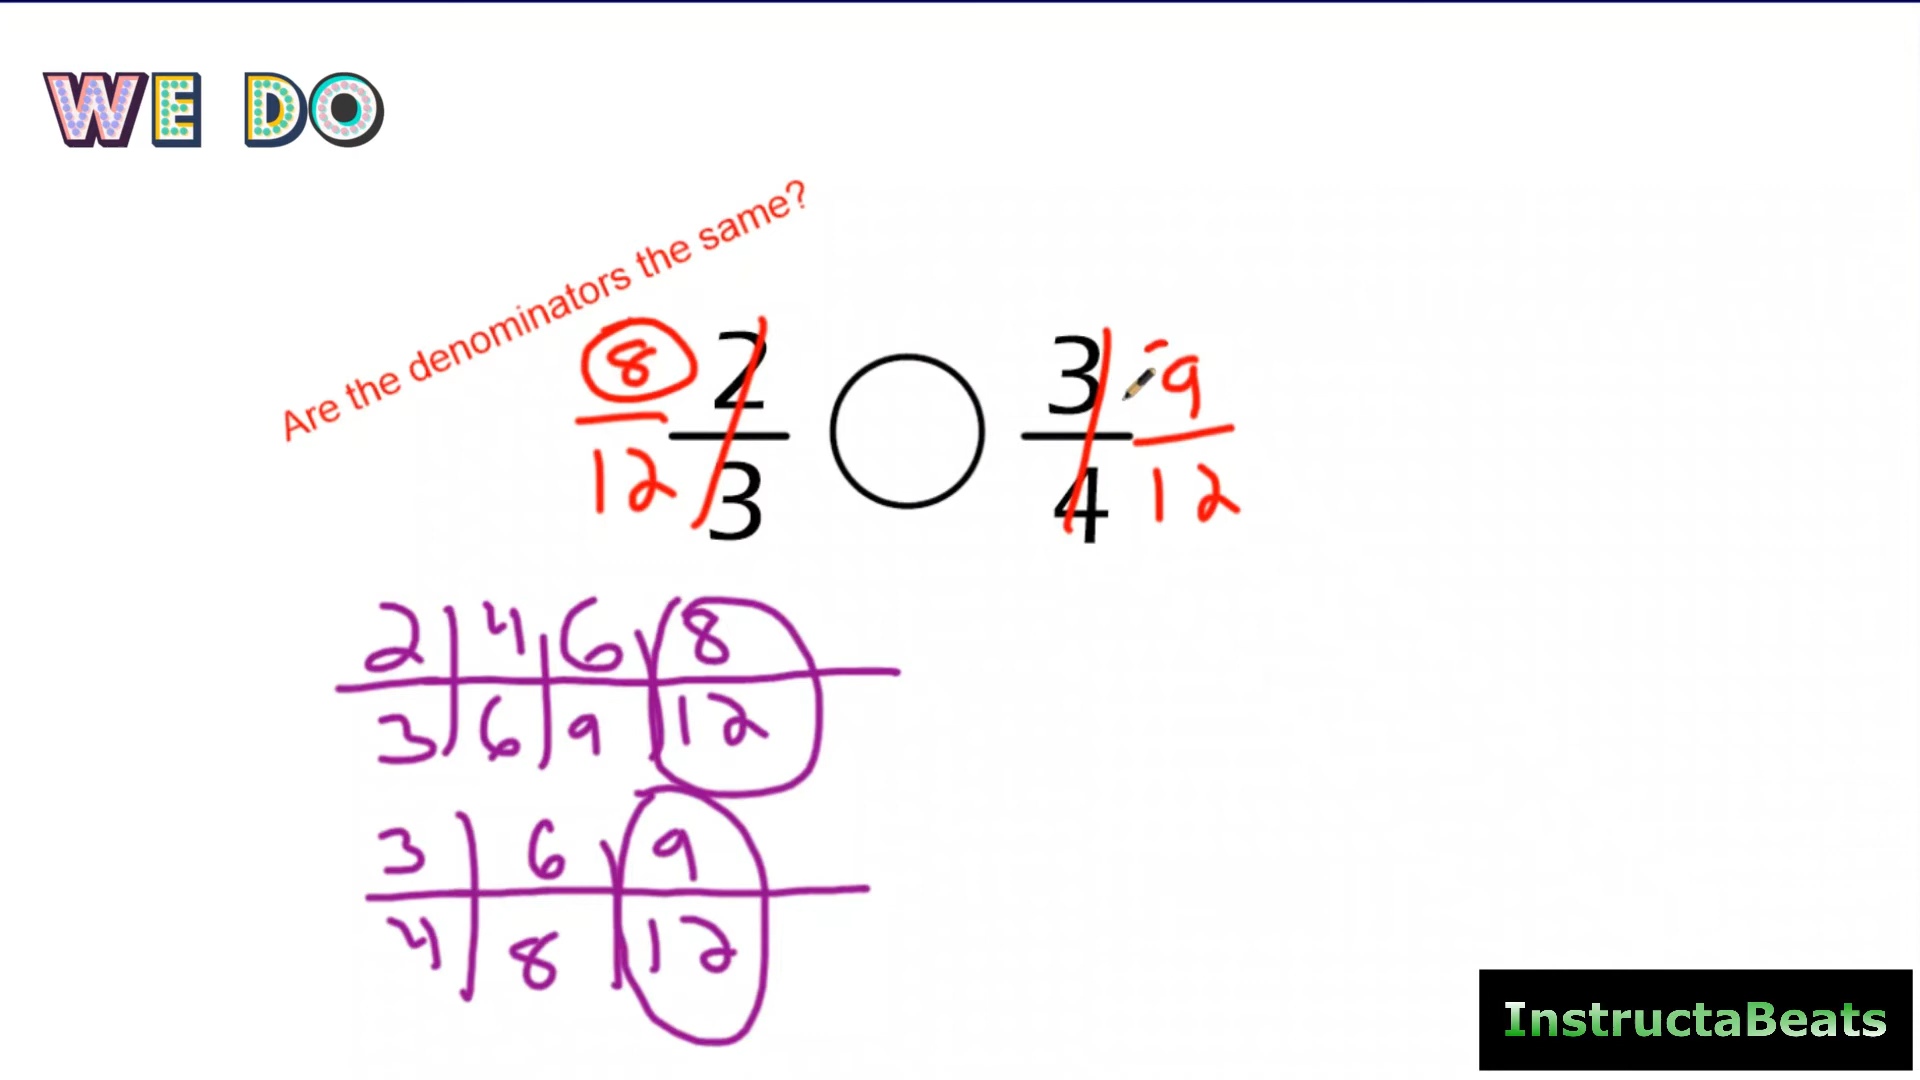 WE DO
Are the denominators the same?
8 2 3 9
12 3 4 12
2 4 6 8
3 6 9 12
3 6 9
4 8 12
InstructaBeats